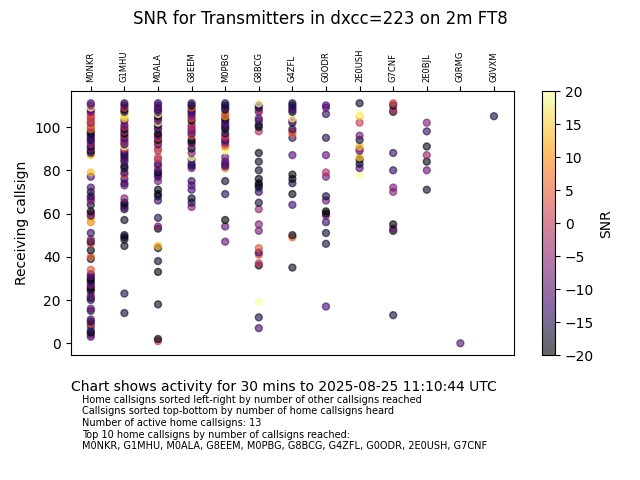 SNR for Transmitters in dxcc=223 on 2m FT8
M0NKR G1MHU M0ALA G8EEM M0PBG G8BCG G4ZFL G0ODR 2E0USH G7CNF 2E0BJL G0RMG G0VXM
Receiving callsign
100
80
60
40
20
0
20
15
10
5
0
−5
−10
−15
−20
SNR
Chart shows activity for 30 mins to 2025-08-25 11:10:44 UTC
Home callsigns sorted left-right by number of other callsigns reached
Callsigns sorted top-bottom by number of home callsigns heard
Number of active home callsigns: 13
Top 10 home callsigns by number of callsigns reached:
M0NKR, G1MHU, M0ALA, G8EEM, M0PBG, G8BCG, G4ZFL, G0ODR, 2E0USH, G7CNF